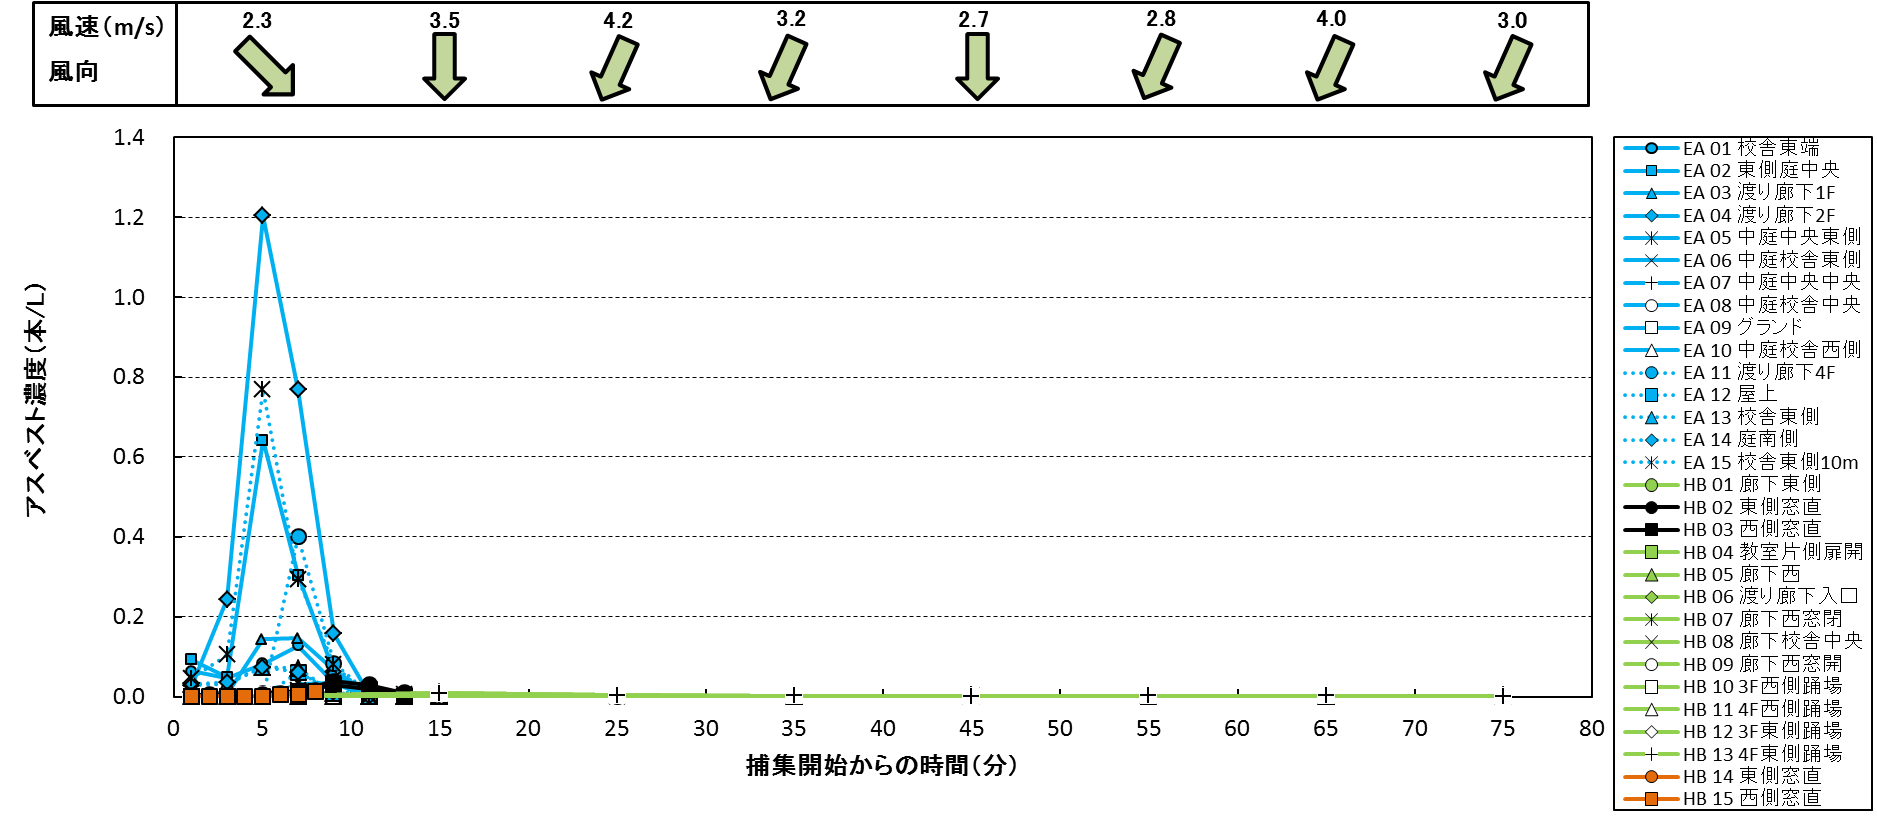 風速（m/s）
2.3 3.5 4.2 3.2 2.7 2.8 4.0 3.0
風向
アスベスト濃度（本/L）
1.4
1.2
1.0
0.8
0.6
0.4
0.2
0.0
0 5 10 15 20 25 30 35 40 45 50 55 60 65 70 75 80
捕集開始からの時間（分）
EA 01 校舎東端
EA 02 東側庭中央
EA 03 渡り廊下1F
EA 04 渡り廊下2F
EA 05 中庭中央東側
EA 06 中庭校舎東側
EA 07 中庭中央中央
EA 08 中庭校舎中央
EA 09 グランド
EA 10 中庭校舎西側
EA 11 渡り廊下4F
EA 12 屋上
EA 13 校舎東側
EA 14 庭南側
EA 15 校舎東側10m
HB 01 廊下東側
HB 02 東側窓直
HB 03 西側窓直
HB 04 教室片側扉開
HB 05 廊下西
HB 06 渡り廊下入口
HB 07 廊下西窓閉
HB 08 廊下校舎中央
HB 09 廊下西窓開
HB 10 3F西側踊場
HB 11 4F西側踊場
HB 12 3F東側踊場
HB 13 4F東側踊場
HB 14 東側窓直
HB 15 西側窓直